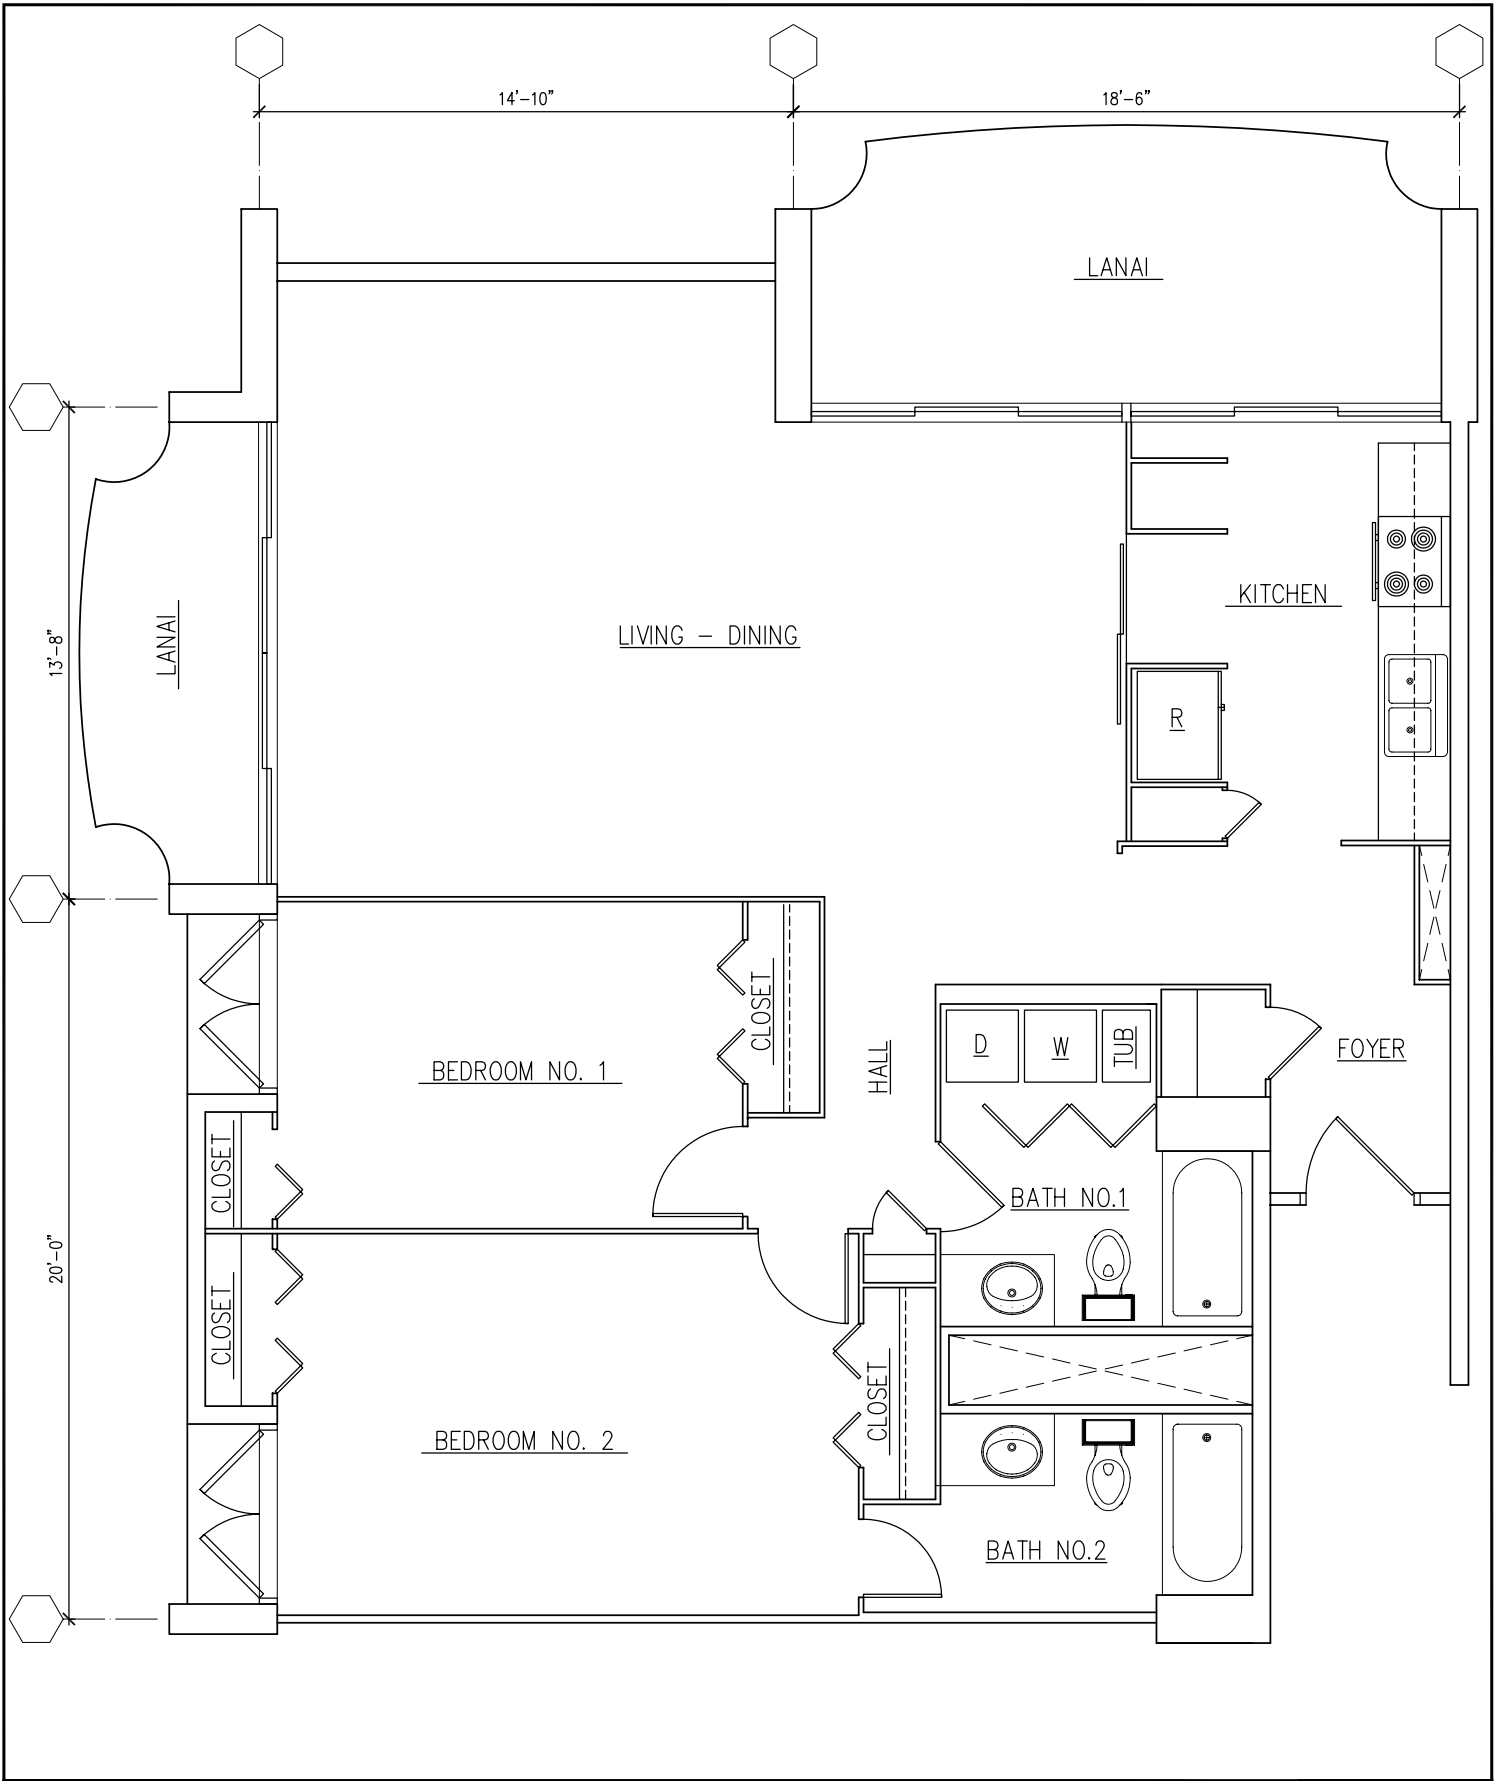 14'-10"
18'-6"
LANAI
13'-8"
LANAI
LIVING - DINING
KITCHEN
R
CLOSET
HALL
D
W
TUB
FOYER
BEDROOM NO. 1
CLOSET
BATH NO.1
20'-0"
CLOSET
CLOSET
BEDROOM NO. 2
BATH NO.2